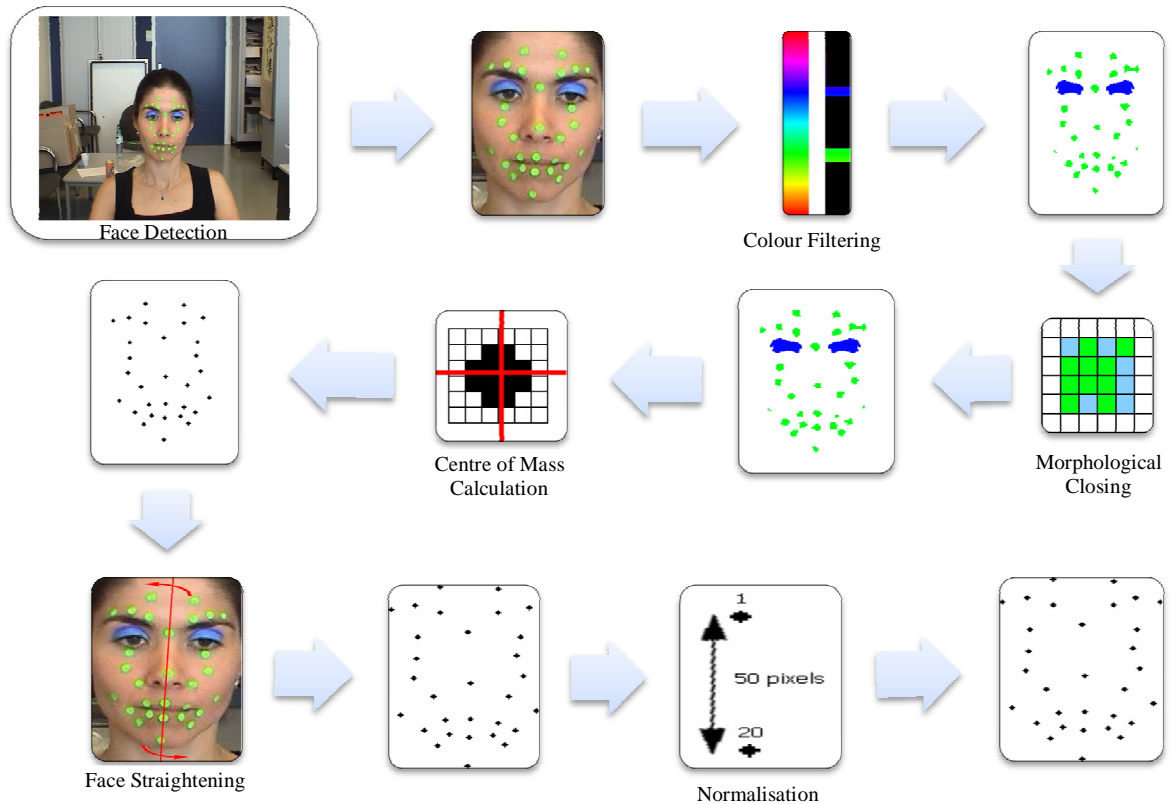 Face Detection
Colour Filtering
Morphological
Closing
Centre of Mass
Calculation
Face Straightening
1
50 pixels
20
Normalisation